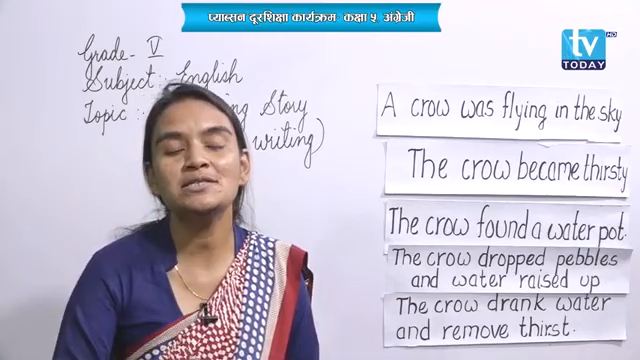 प्याब्सन दूरशिक्षा कार्यक्रम कक्षा ५ अंग्रेजी
tv HD
TODAY
Grade- V
Subject:- English
Topic : ing Story
writing)
A crow was flying in the sky
The crow became thirsty
The crow found a water pot.
The crow dropped pebbles
and water raised up
The crow drank water
and remove thirst.